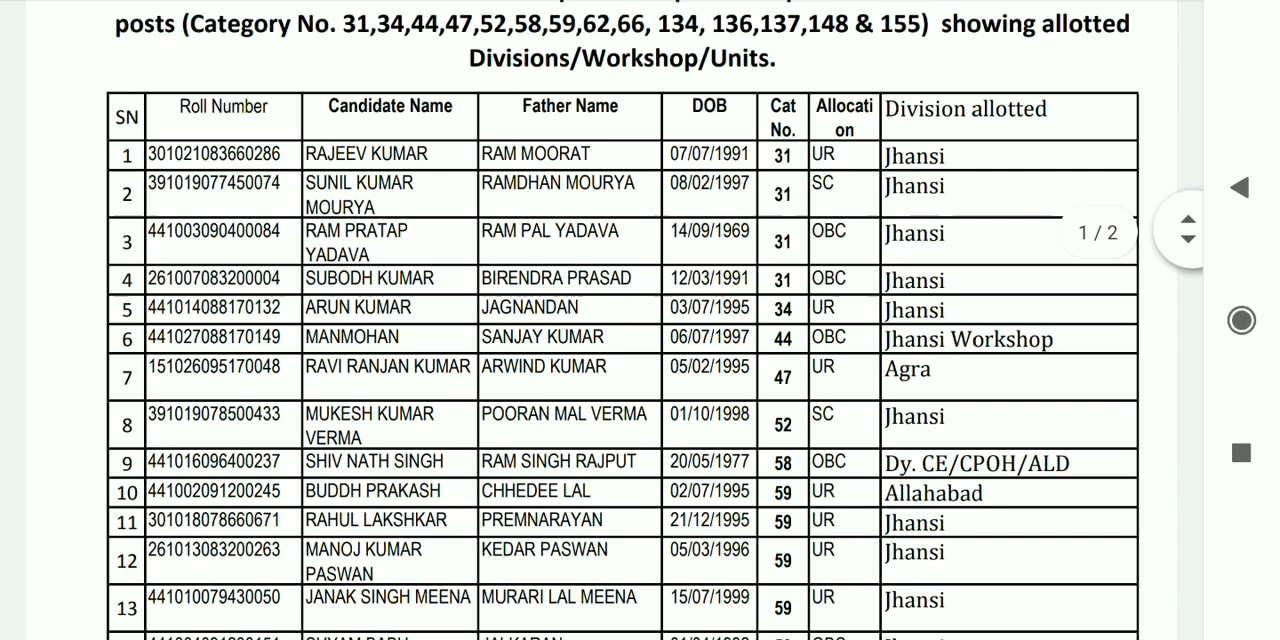 posts (Category No. 31,34,44,47,52,58,59,62,66, 134, 136,137,148 & 155) showing allotted
Divisions/Workshop/Units.
SN Roll Number Candidate Name Father Name DOB Cat No. Allocati on Division allotted
1 301021083660286 RAJEEV KUMAR RAM MOORAT 07/07/1991 31 UR Jhansi
2 391019077450074 SUNIL KUMAR MOURYA RAMDHAN MOURYA 08/02/1997 31 SC Jhansi
3 441003090400084 RAM PRATAP YADAVA RAM PAL YADAVA 14/09/1969 31 OBC Jhansi
1 / 2
4 261007083200004 SUBODH KUMAR BIRENDRA PRASAD 12/03/1991 31 OBC Jhansi
5 441014088170132 ARUN KUMAR JAGNANDAN 03/07/1995 34 UR Jhansi
6 441027088170149 MANMOHAN SANJAY KUMAR 06/07/1997 44 OBC Jhansi Workshop
7 151026095170048 RAVI RANJAN KUMAR ARWIND KUMAR 05/02/1995 47 UR Agra
8 391019078500433 MUKESH KUMAR VERMA POORAN MAL VERMA 01/10/1998 52 SC Jhansi
9 441016096400237 SHIV NATH SINGH RAM SINGH RAJPUT 20/05/1977 58 OBC Dy. CE/CPOH/ALD
10 441002091200245 BUDDH PRAKASH CHHEDEE LAL 02/07/1995 59 UR Allahabad
11 301018078660671 RAHUL LAKSHKAR PREMNARAYAN 21/12/1995 59 UR Jhansi
12 261013083200263 MANOJ KUMAR PASWAN KEDAR PASWAN 05/03/1996 59 UR Jhansi
13 441010079430050 JANAK SINGH MEENA MURARI LAL MEENA 15/07/1999 59 UR Jhansi